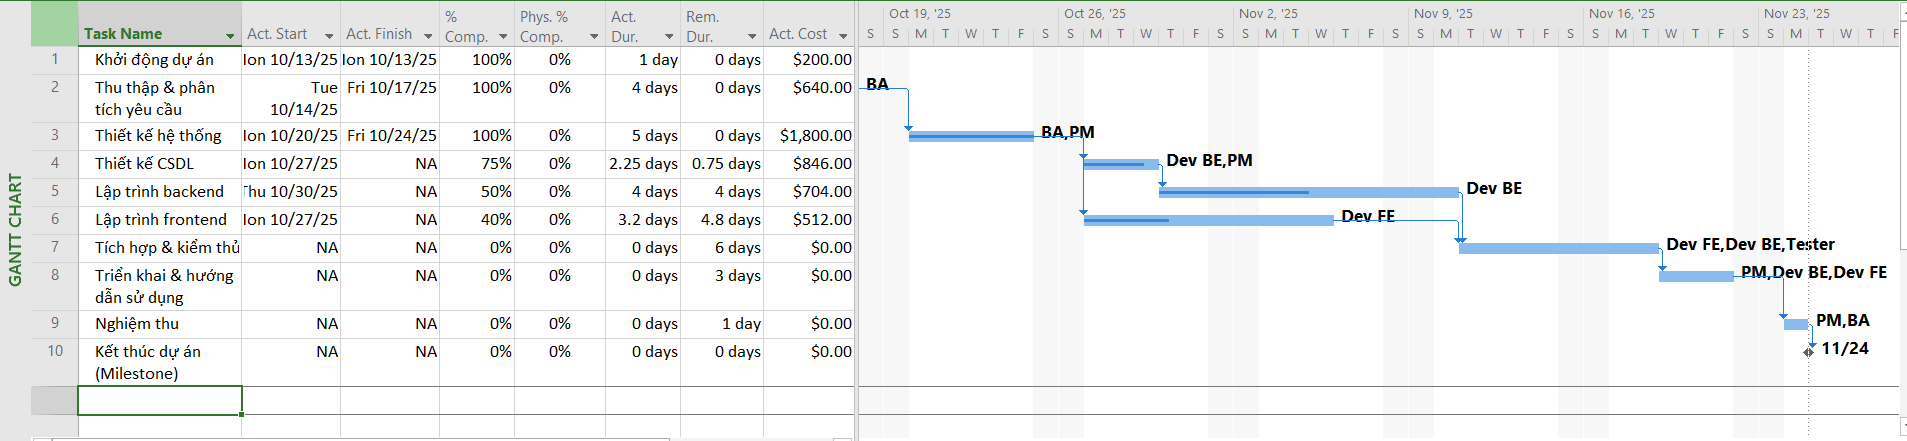 GANTT CHART
Task Name Act. Start Act. Finish % Comp. Phys. % Comp. Act. Dur. Rem. Dur. Act. Cost
1 Khởi động dự án Ion 10/13/25 Ion 10/13/25 100% 0% 1 day 0 days $200.00
2 Thu thập & phân tích yêu cầu Tue 10/14/25 Fri 10/17/25 100% 0% 4 days 0 days $640.00
3 Thiết kế hệ thống Ion 10/20/25 Fri 10/24/25 100% 0% 5 days 0 days $1,800.00
4 Thiết kế CSDL Ion 10/27/25 NA 75% 0% 2.25 days 0.75 days $846.00
5 Lập trình backend Thu 10/30/25 NA 50% 0% 4 days 4 days $704.00
6 Lập trình frontend Ion 10/27/25 NA 40% 0% 3.2 days 4.8 days $512.00
7 Tích hợp & kiểm thử NA NA 0% 0% 0 days 6 days $0.00
8 Triển khai & hướng dẫn sử dụng NA NA 0% 0% 0 days 3 days $0.00
9 Nghiệm thu NA NA 0% 0% 0 days 1 day $0.00
10 Kết thúc dự án (Milestone) NA NA 0% 0% 0 days 0 days $0.00
Oct 19, '25 Oct 26, '25 Nov 2, '25 Nov 9, '25 Nov 16, '25 Nov 23, '25
S S M T W T F S S M T W T F S S M T W T F S S M T W T F S S M T W T F S S M T W T F
BA
BA,PM
Dev BE,PM
Dev BE
Dev FE
Dev FE,Dev BE,Tester
PM,Dev BE,Dev FE
PM,BA
11/24